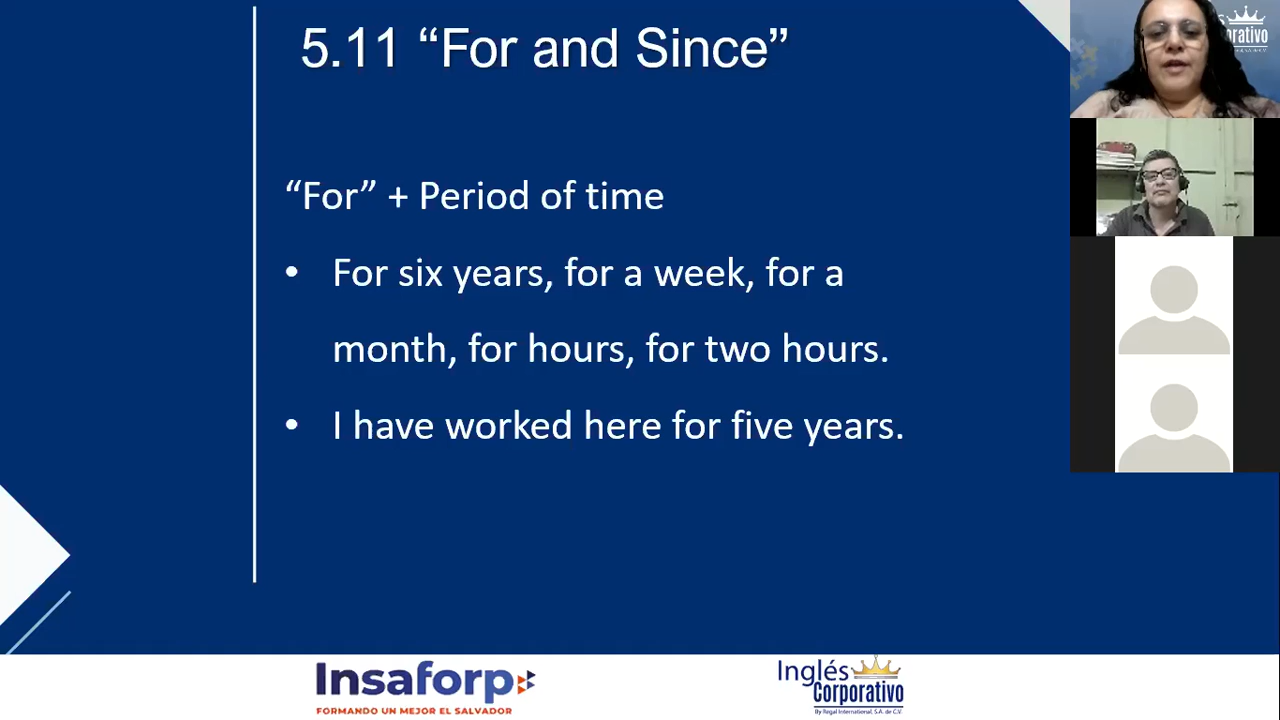 5.11 “For and Since”
“For” + Period of time
• For six years, for a week, for a
month, for hours, for two hours.
• I have worked here for five years.
Insaforp
FORMANDO UN MEJOR EL SALVADOR
Inglés
Corporativo
By Regal International, S.A. de C.V.